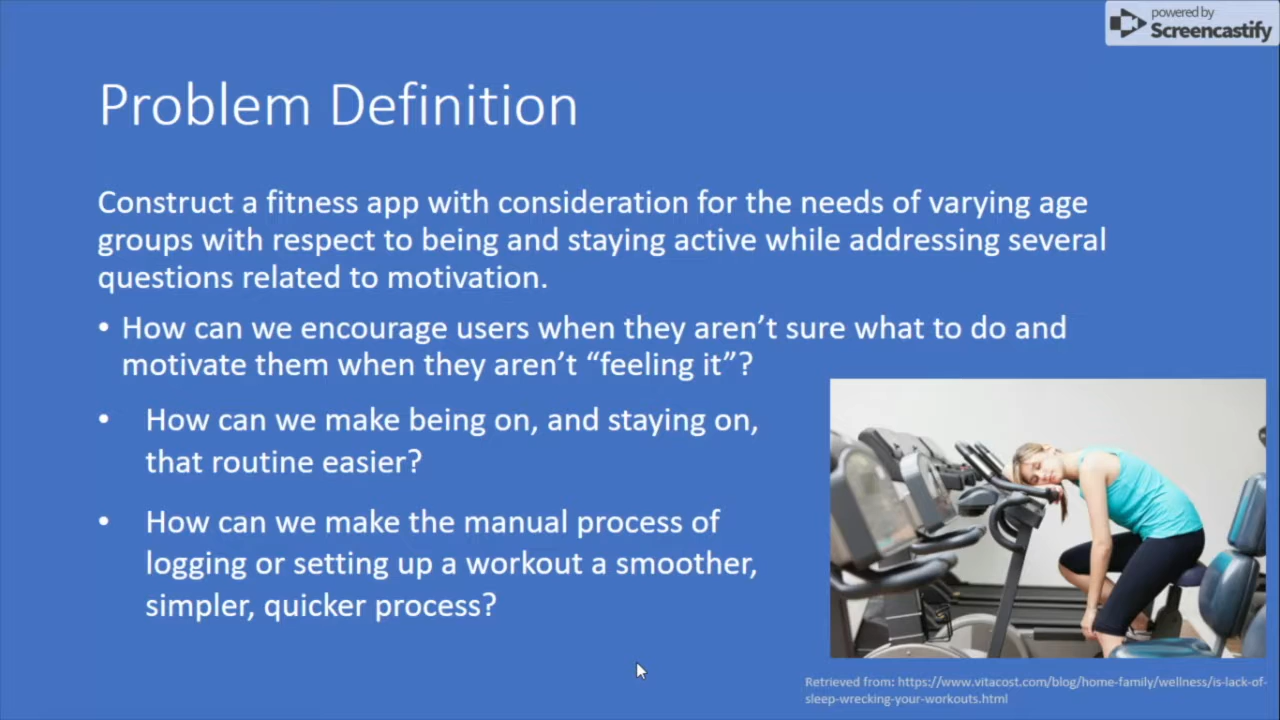 powered by
Screencastify
Problem Definition
Construct a fitness app with consideration for the needs of varying age
groups with respect to being and staying active while addressing several
questions related to motivation.
• How can we encourage users when they aren’t sure what to do and
motivate them when they aren’t “feeling it”?
• How can we make being on, and staying on,
that routine easier?
• How can we make the manual process of
logging or setting up a workout a smoother,
simpler, quicker process?
Retrieved from: https://www.vitacost.com/blog/home-family/wellness/is-lack-of-
sleep-wrecking-your-workouts.html